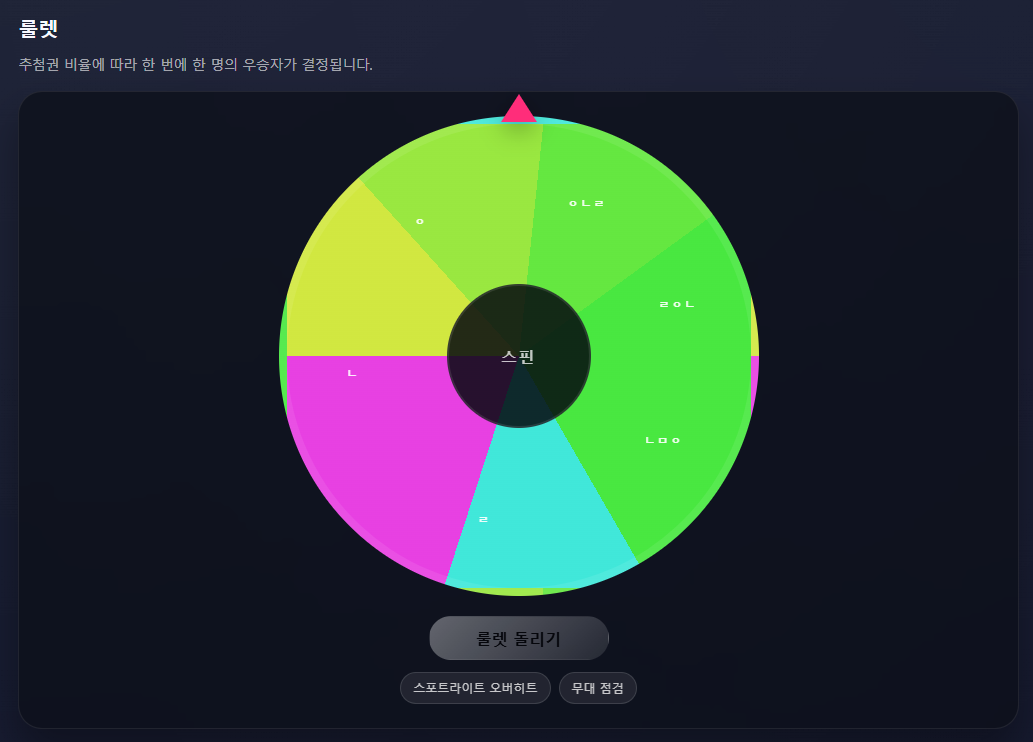 룰렛
추첨권 비율에 따라 한 번에 한 명의 우승자가 결정됩니다.
ㅇㄴㄹ
ㅇ
ㄹㅇㄴ
스핀
ㄴ
ㄴㅁㅇ
ㄹ
룰렛 돌리기
스포트라이트 오버히트
무대 점검